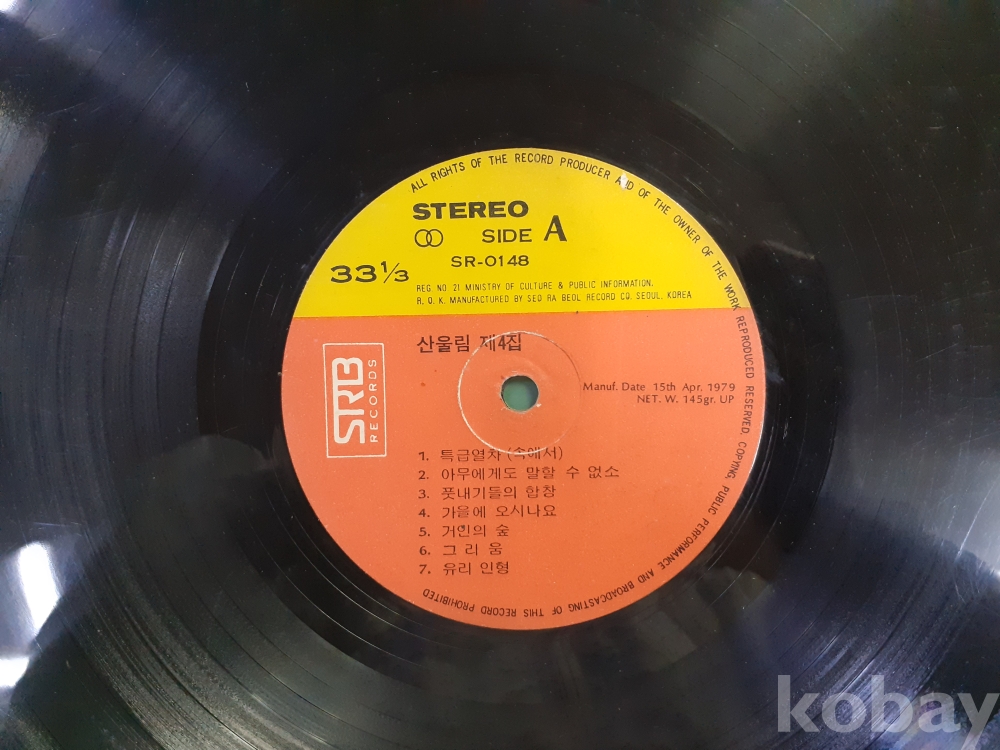 ALL RIGHTS OF THE RECORD PRODUCER AND OF THE OWNER OF THE WORK REPRODUCED RESERVED. COPYING, PUBLIC PERFORMANCE AND BROADCASTING OF THIS RECORD PROHIBITED
STEREO
SIDE A
SR-0148
33 1/3
REG. NO. 21 MINISTRY OF CULTURE & PUBLIC INFORMATION.
R. O. K. MANUFACTURED BY SEO RA BEOL RECORD CO. SEOUL. KOREA
산울림 제4집
SRB
RECORDS
Manuf. Date 15th Apr. 1979
NET. W. 145gr. UP
1. 특급열차 (속에서)
2. 아무에게도 말할 수 없소
3. 풋내기들의 합창
4. 가을에 오시나요
5. 거인의 숲
6. 그 리 움
7. 유리 인형
kobay